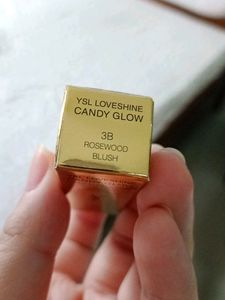 YSL LOVESHINE
CANDY GLOW
3B
ROSEWOOD
BLUSH